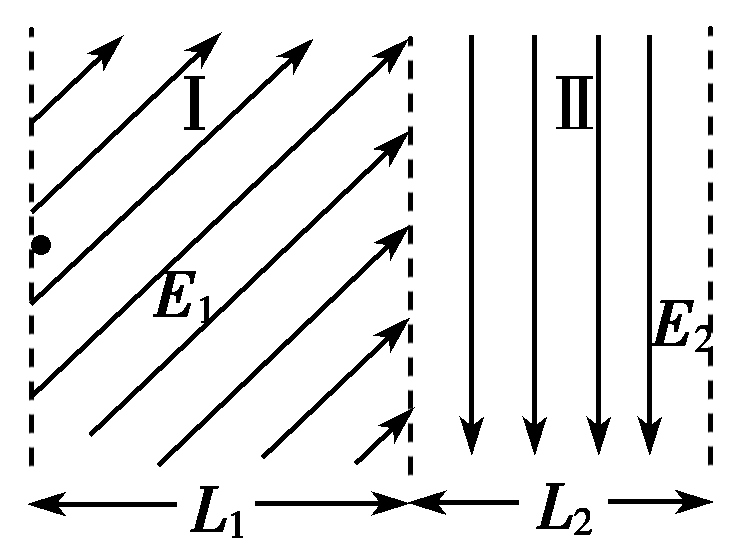 Ⅰ Ⅱ
E₁ E₂
L₁ L₂